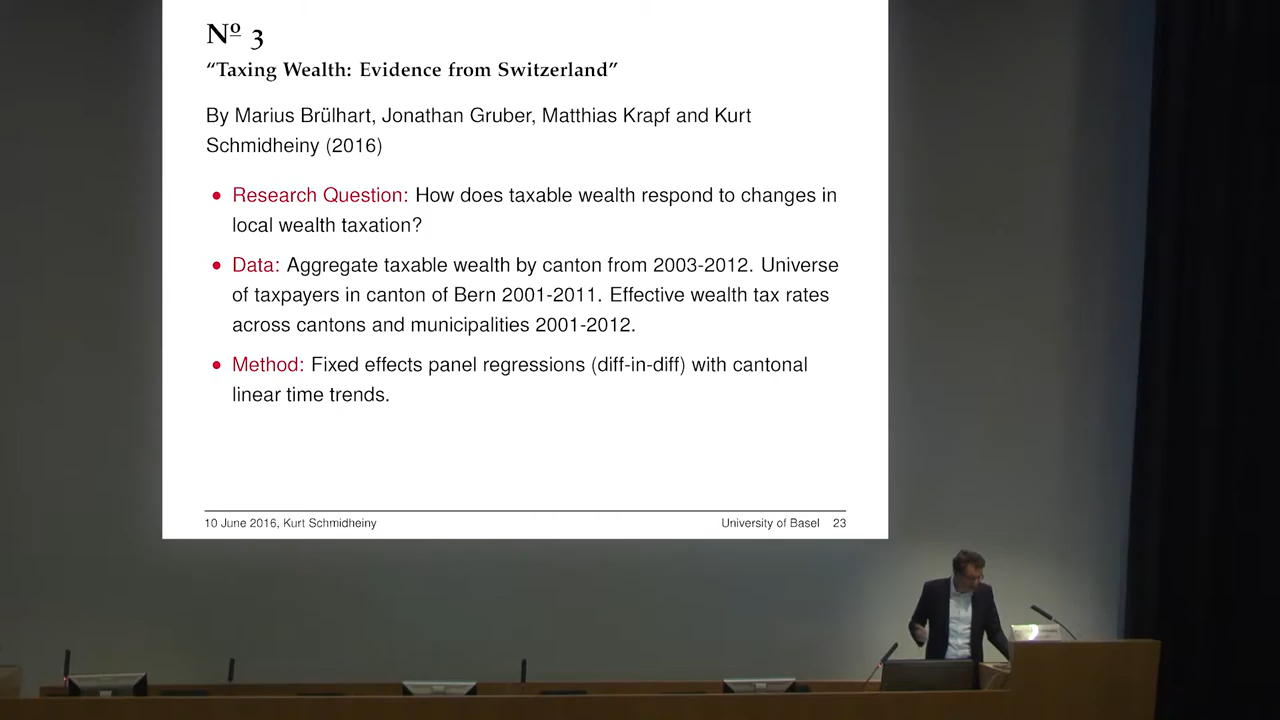 Nº 3
“Taxing Wealth: Evidence from Switzerland”
By Marius Brülhart, Jonathan Gruber, Matthias Krapf and Kurt
Schmidheiny (2016)
• Research Question: How does taxable wealth respond to changes in
local wealth taxation?
• Data: Aggregate taxable wealth by canton from 2003-2012. Universe
of taxpayers in canton of Bern 2001-2011. Effective wealth tax rates
across cantons and municipalities 2001-2012.
• Method: Fixed effects panel regressions (diff-in-diff) with cantonal
linear time trends.
10 June 2016, Kurt Schmidheiny
University of Basel 23